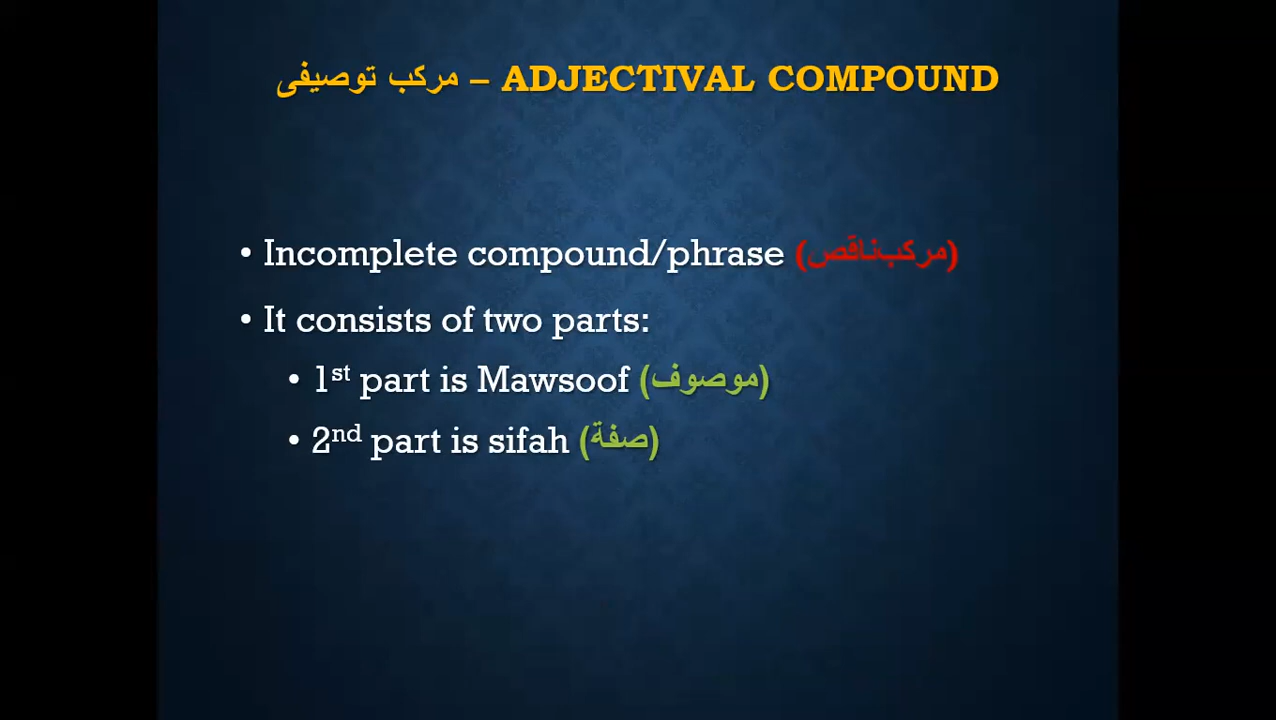 مركب توصيفى – ADJECTIVAL COMPOUND
• Incomplete compound/phrase (مركبناقص)
• It consists of two parts:
• 1st part is Mawsoof (موصوف)
• 2nd part is sifah (صفة)